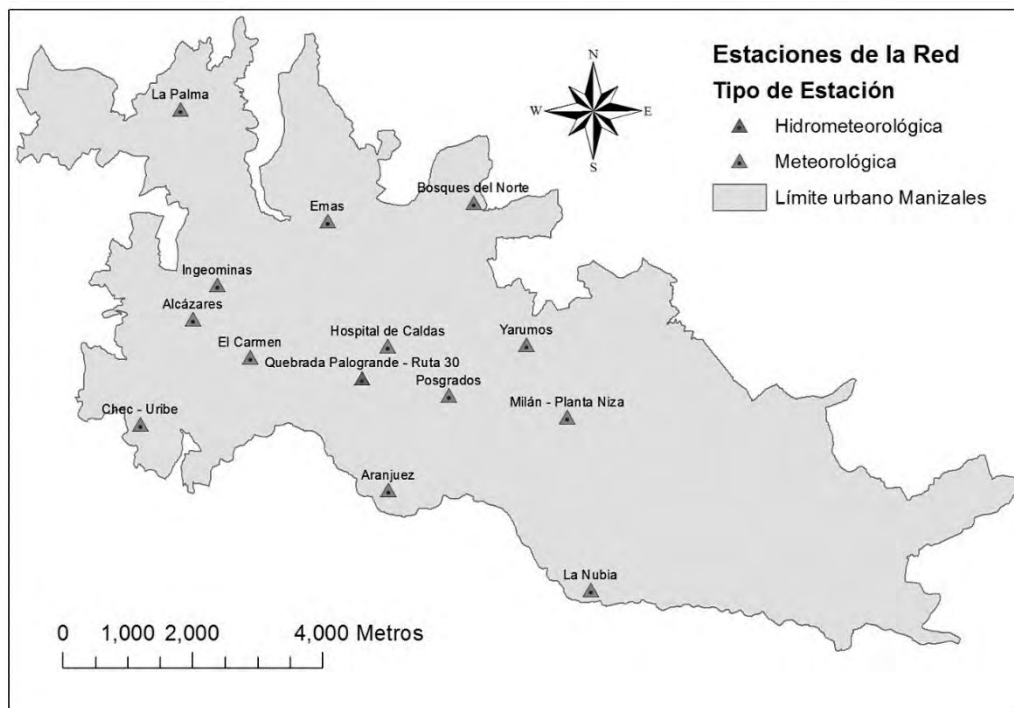 N
W
E
S
Estaciones de la Red
Tipo de Estación
Hidrometeorológica
Meteorológica
Límite urbano Manizales
La Palma
Bosques del Norte
Emas
Ingeominas
Alcázares
El Carmen
Hospital de Caldas
Yarumos
Quebrada Palogrande - Ruta 30
Posgrados
Milán - Planta Niza
Chec - Uribe
Aranjuez
La Nubia
0 1,000 2,000 4,000 Metros